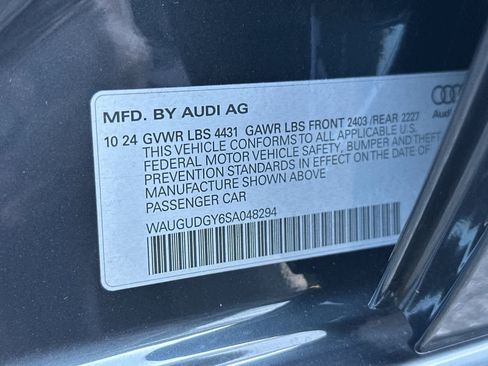 MFD. BY AUDI AG
Audi
10 24 GVWR LBS 4431 GAWR LBS FRONT 2403 /REAR 2227
THIS VEHICLE CONFORMS TO ALL APPLICABLE U.S.
FEDERAL MOTOR VEHICLE SAFETY, BUMPER AND THEFT
PREVENTION STANDARDS IN EFFECT ON THE DATE OF
MANUFACTURE SHOWN ABOVE
PASSENGER CAR
WAUGUDGY6SA048294